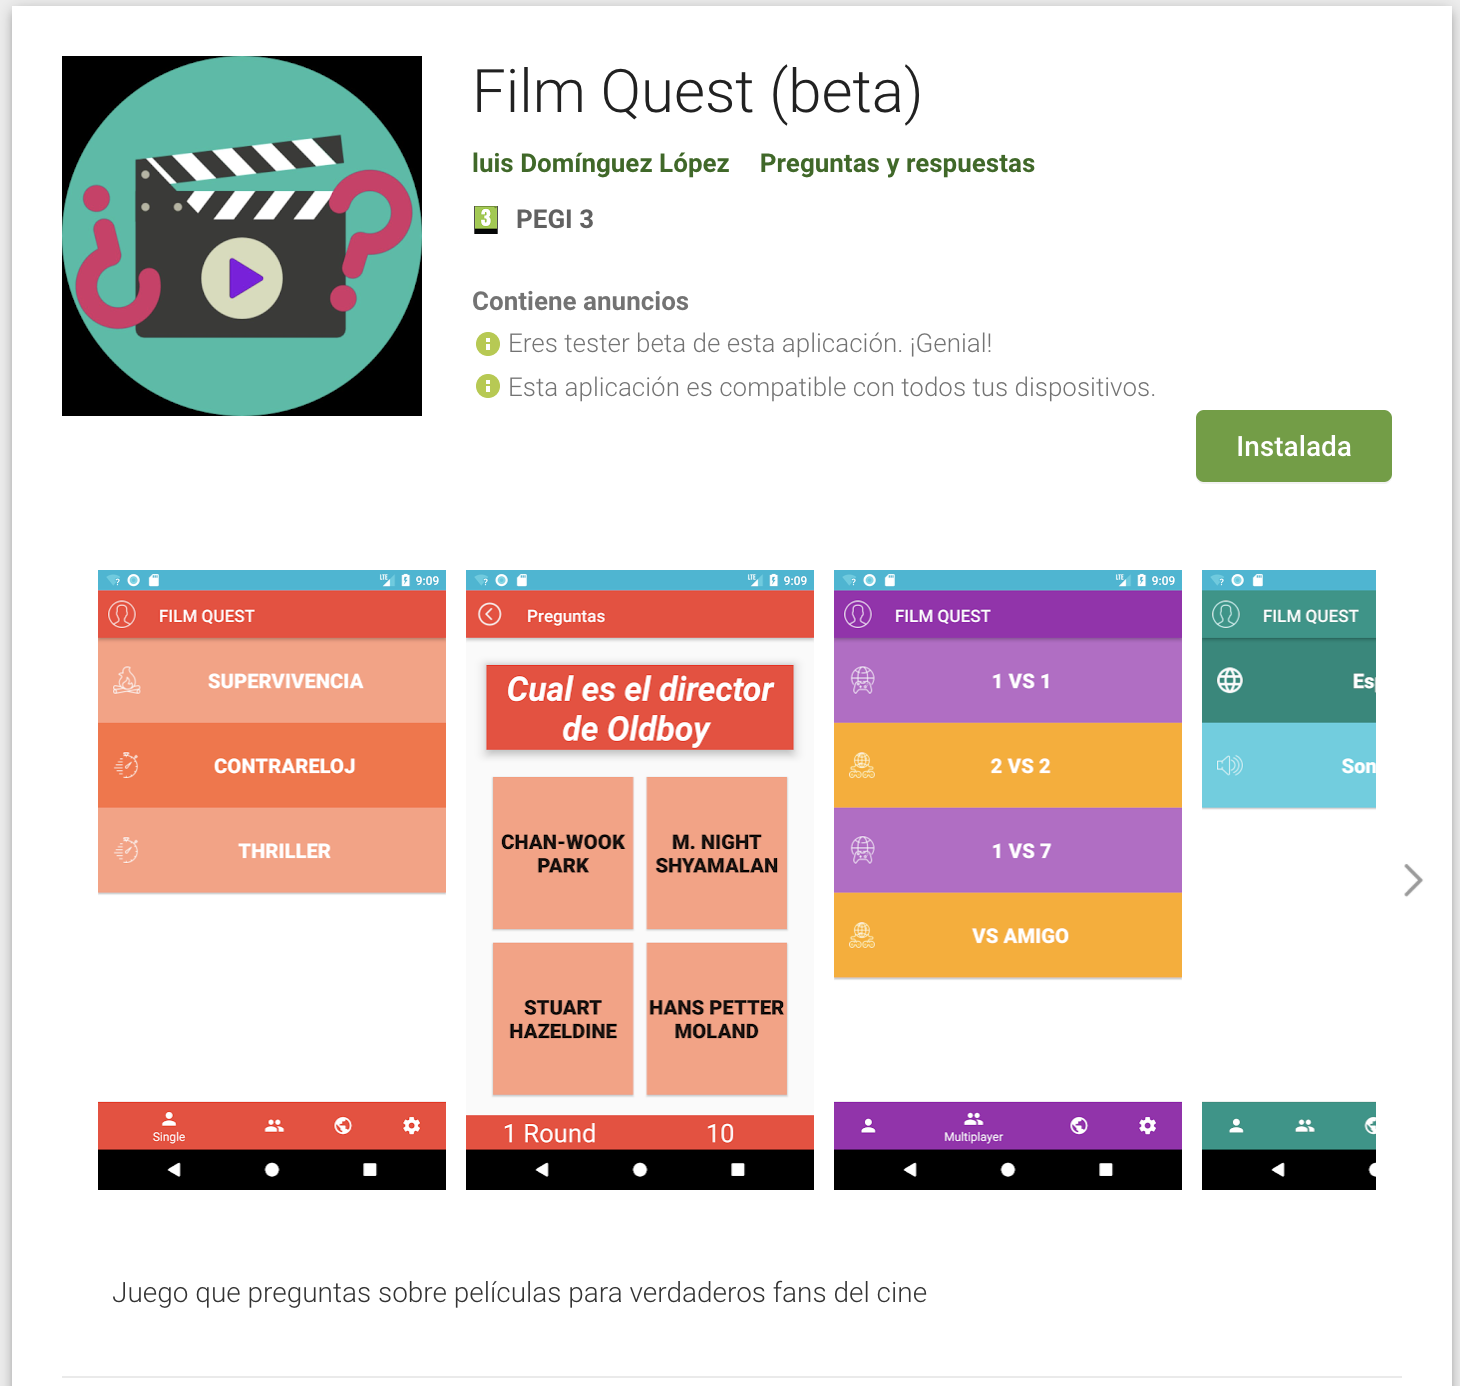 Film Quest (beta)
luis Domínguez López Preguntas y respuestas
3 PEGI 3
Contiene anuncios
Eres tester beta de esta aplicación. ¡Genial!
Esta aplicación es compatible con todos tus dispositivos.
Instalada
LTE 9:09
FILM QUEST
SUPERVIVENCIA
CONTRARELOJ
THRILLER
Single
LTE 9:09
Preguntas
Cual es el director
de Oldboy
CHAN-WOOK
PARK
M. NIGHT
SHYAMALAN
STUART
HAZELDINE
HANS PETTER
MOLAND
1 Round 10
LTE 9:09
FILM QUEST
1 VS 1
2 VS 2
1 VS 7
VS AMIGO
Multiplayer
FILM QUEST
Esp
Son
Juego que preguntas sobre películas para verdaderos fans del cine